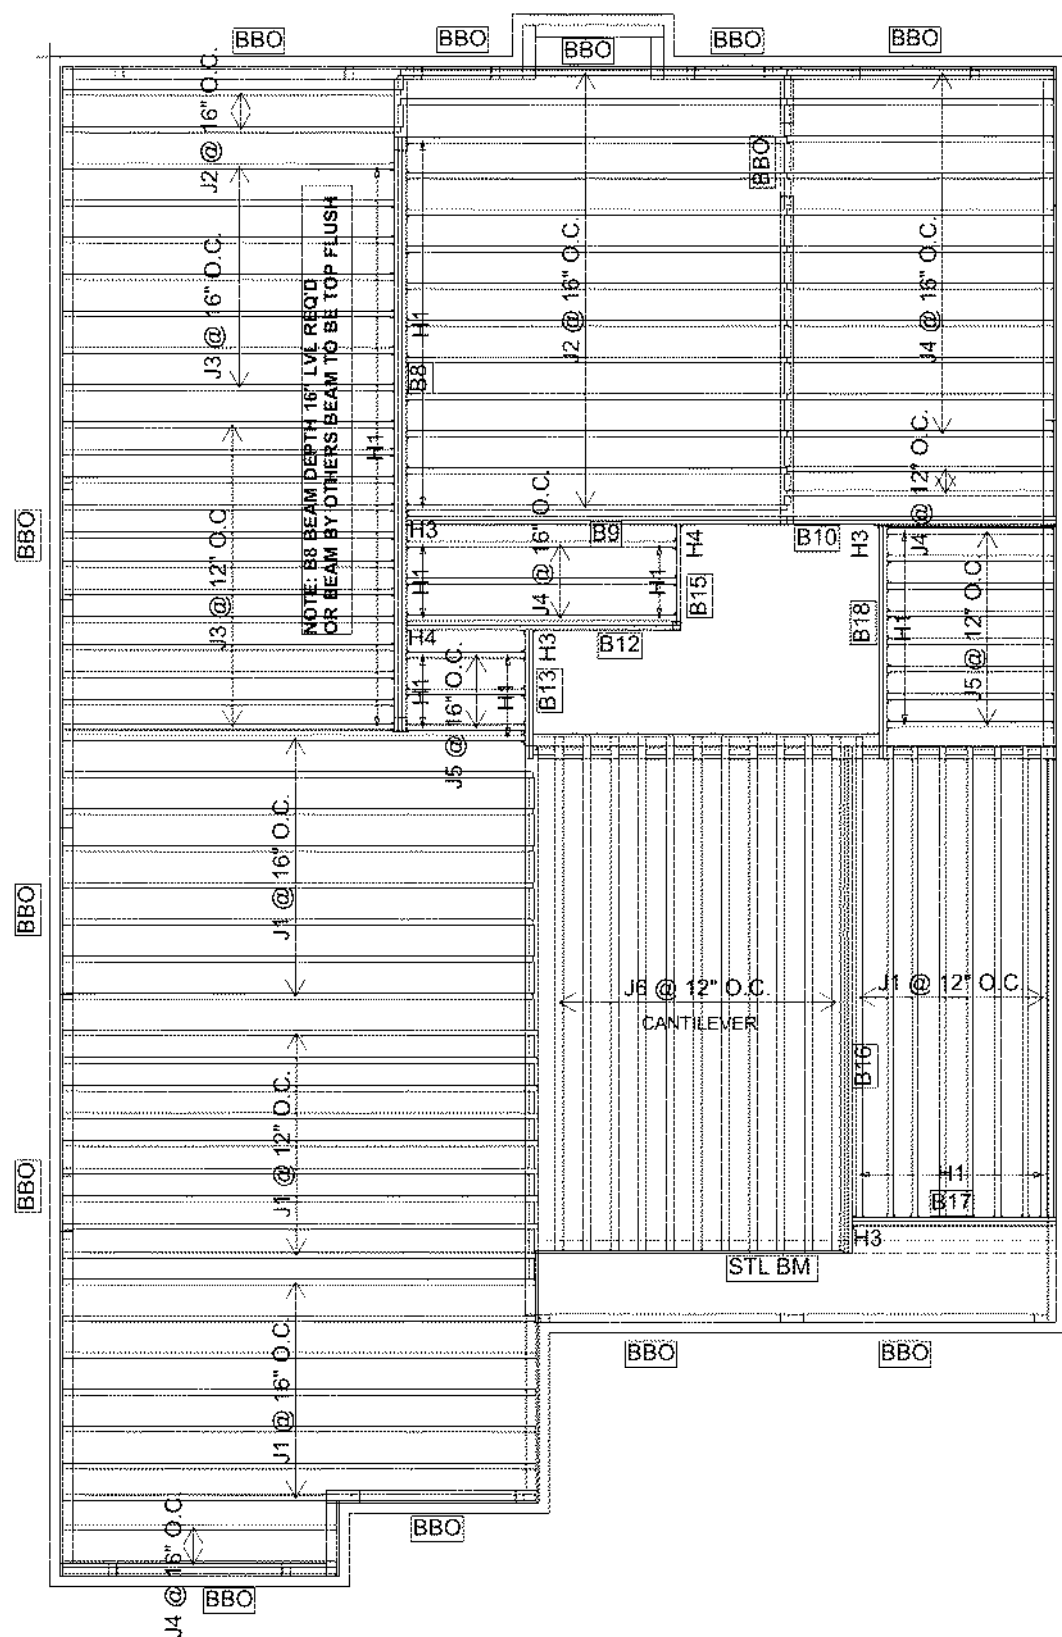 BBO
BBO
BBO
BBO
BBO
J2 @ 16" O.C.
BBO
J3 @ 16" O.C.
NOTE: B8 BEAM DEPTH 16" LVL REQ'D
OR BEAM BY OTHERS BEAM TO BE TOP FLUSH
H1
H1
B8
J2 @ 16" O.C.
J4 @ 16" O.C.
BBO
J3 @ 12" O.C.
H3
B9
H4
B10
H3
J4 @ 12" O.C.
H1
J4 @ 16" O.C.
H1
B15
B18
H1
J5 @ 12" O.C.
H4
B12
H3
H1
J5 @ 16" O.C.
H1
B13
J1 @ 16" O.C.
BBO
J6 @ 12" O.C.
CANTILEVER
J1 @ 12" O.C.
B16
BBO
J1 @ 12" O.C.
H1
B17
H3
STL BM
BBO
BBO
J1 @ 16" O.C.
BBO
J4 @ 16" O.C.
BBO